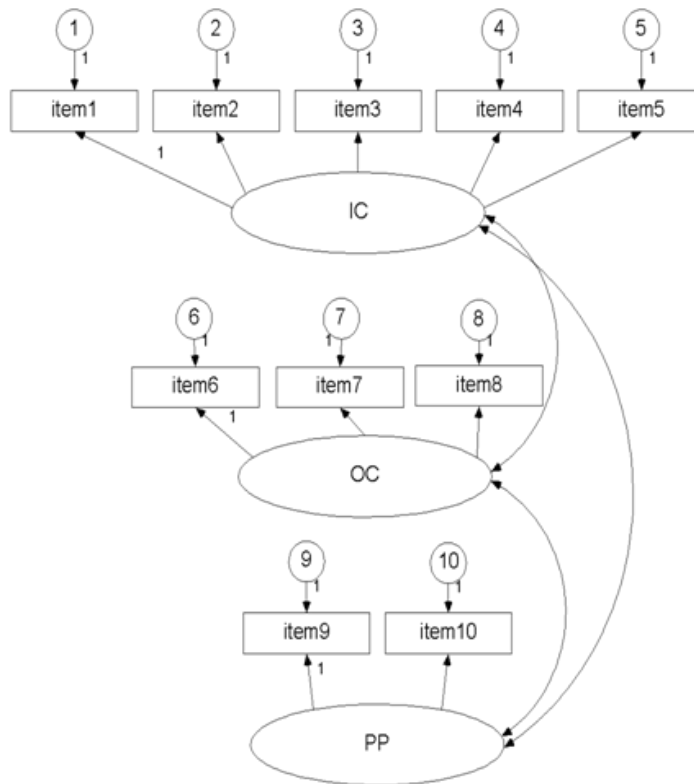 1 2 3 4 5
1 1 1 1 1
item1 item2 item3 item4 item5
1
IC
6 7 8
1 1 1
item6 item7 item8
1
OC
9 10
1 1
item9 item10
1
PP